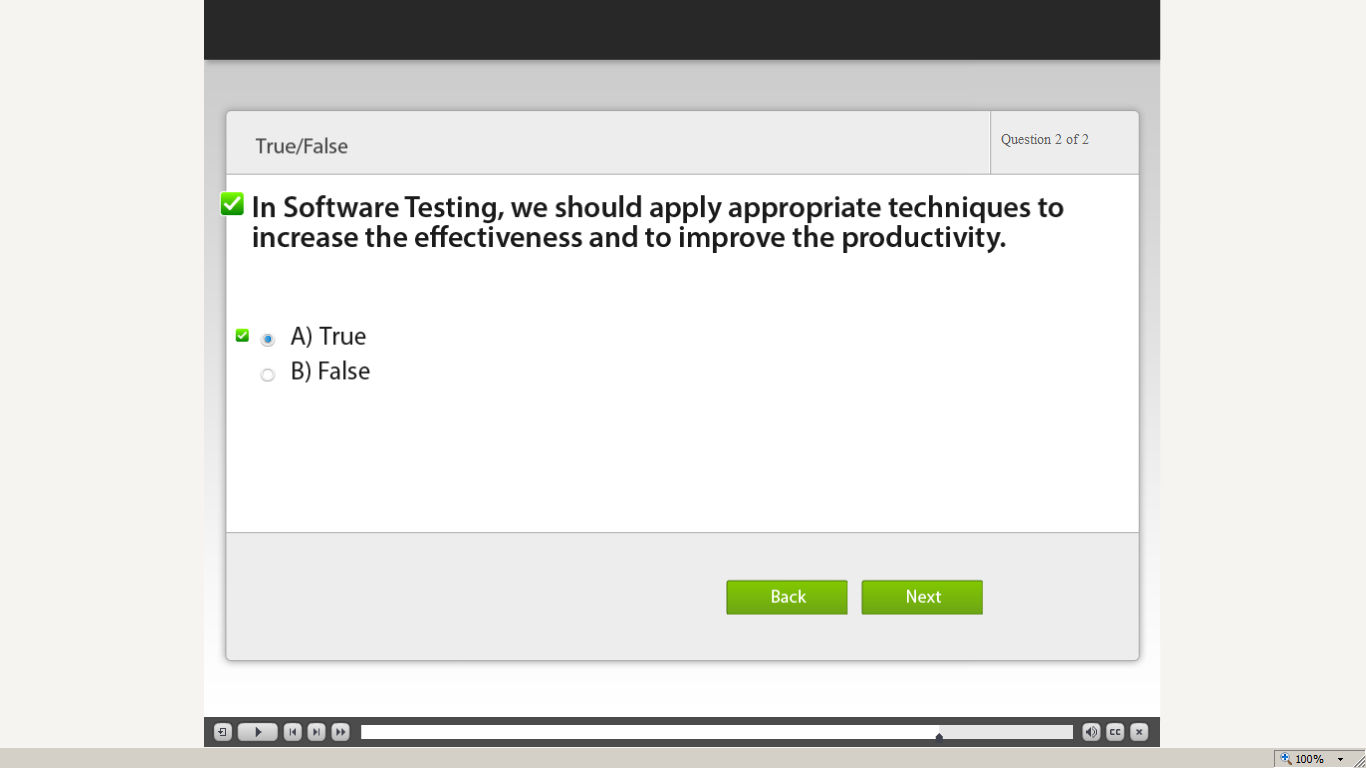 True/False
Question 2 of 2
In Software Testing, we should apply appropriate techniques to
increase the effectiveness and to improve the productivity.
A) True
B) False
Back
Next
CC
100%